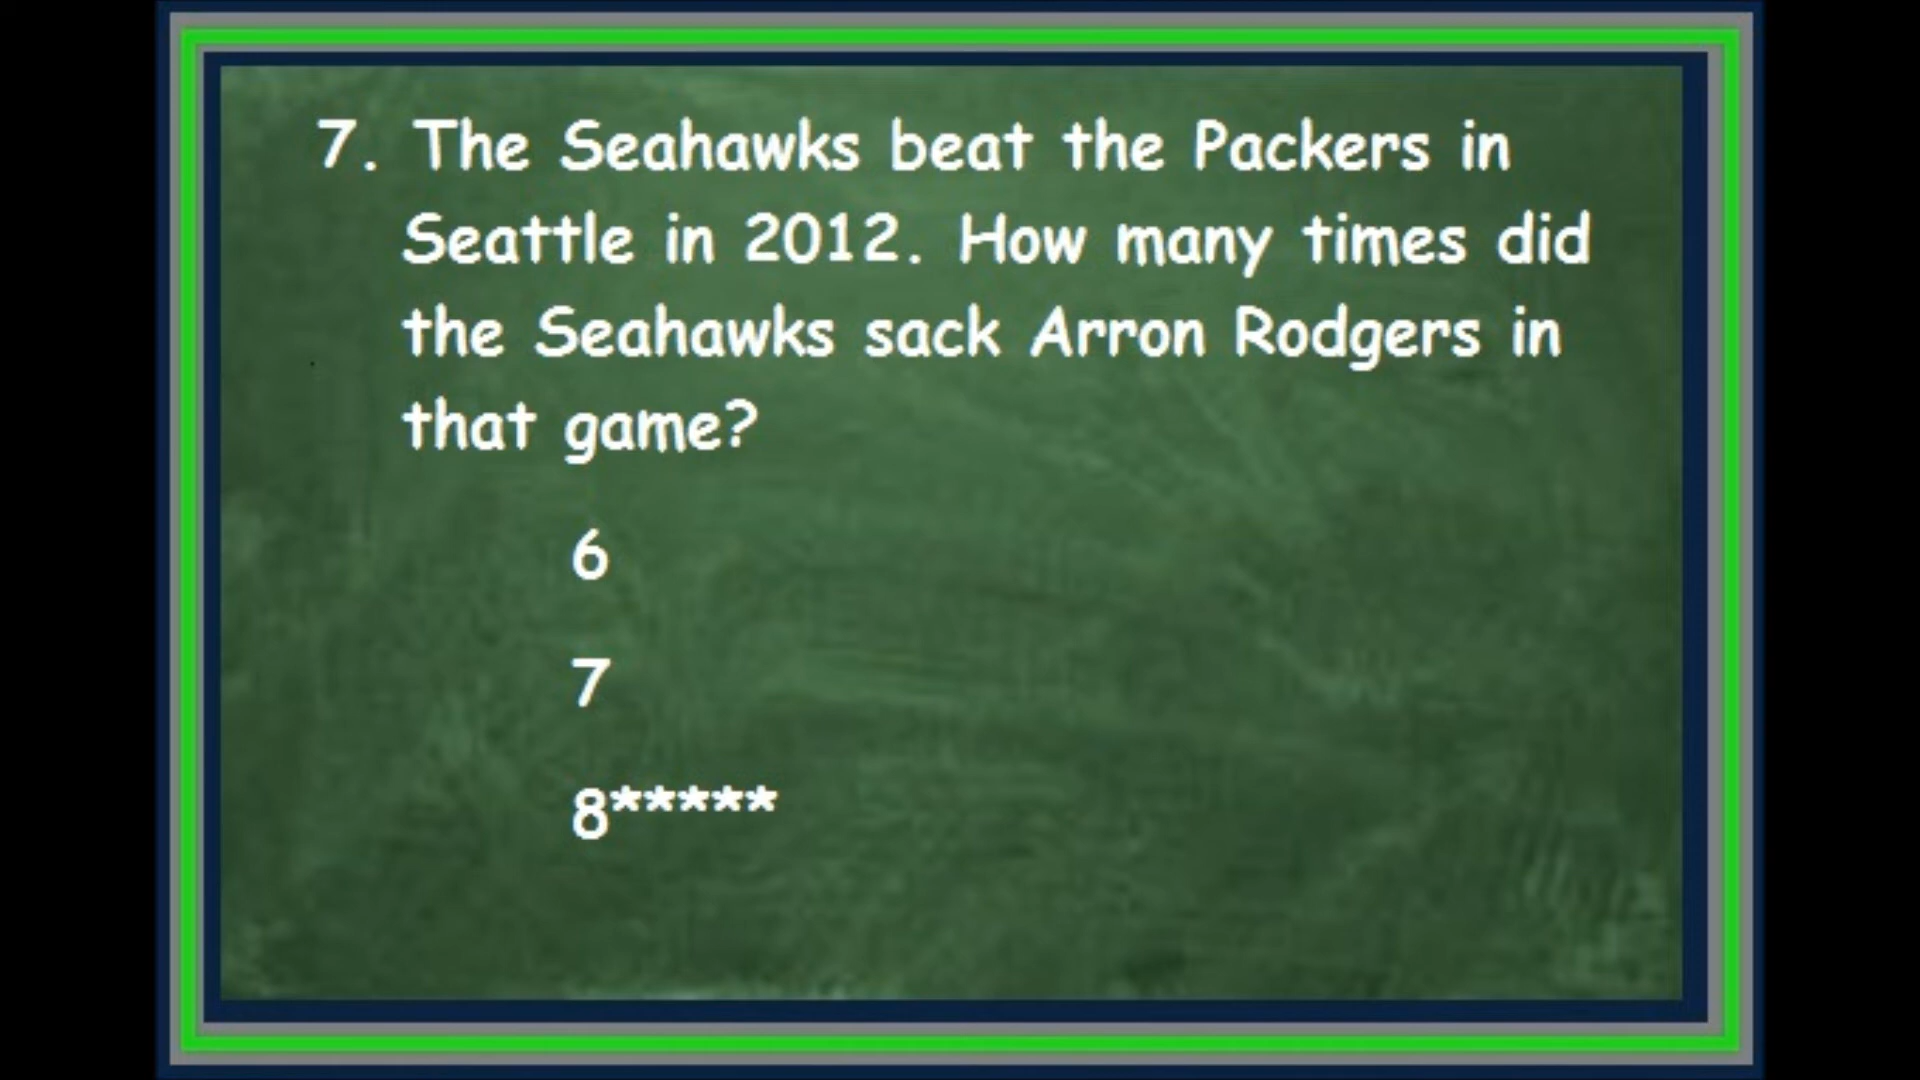 7. The Seahawks beat the Packers in
Seattle in 2012. How many times did
the Seahawks sack Arron Rodgers in
that game?
6
7
8*****